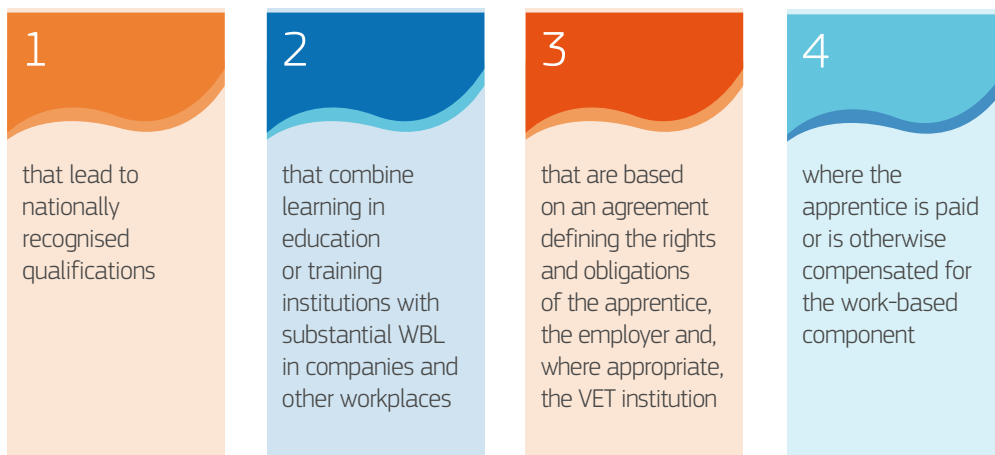 1
that lead to
nationally
recognised
qualifications
2
that combine
learning in
education
or training
institutions with
substantial WBL
in companies and
other workplaces
3
that are based
on an agreement
defining the rights
and obligations
of the apprentice,
the employer and,
where appropriate,
the VET institution
4
where the
apprentice is paid
or is otherwise
compensated for
the work-based
component